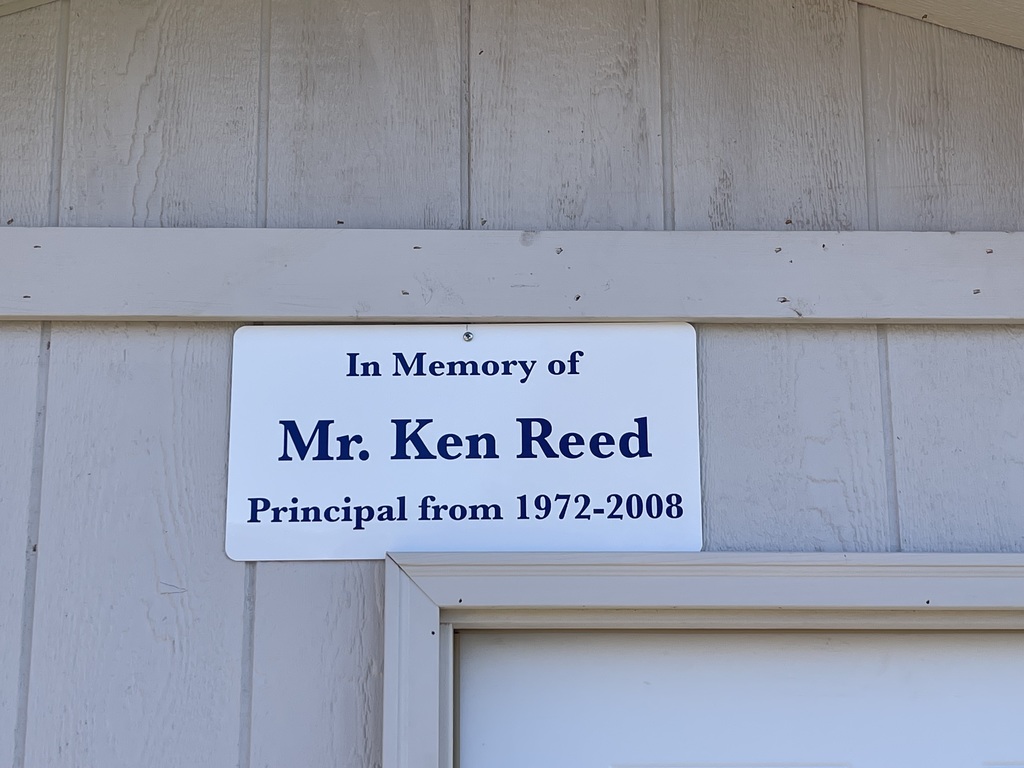 In Memory of
Mr. Ken Reed
Principal from 1972-2008